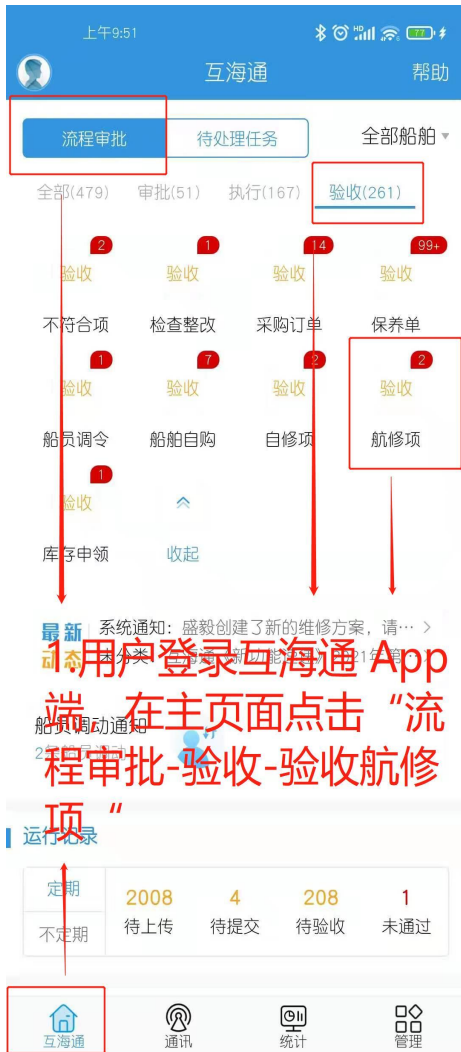 上午9:51
77
互海通
帮助
流程审批
待处理任务
全部船舶
全部(479)
审批(51)
执行(167)
验收(261)
2
1
14
99+
验收
验收
验收
验收
不符合项
检查整改
采购订单
保养单
1
7
2
2
验收
验收
验收
验收
船员调令
船舶自购
自修项
航修项
1
验收
库存申领
收起
最新
动态
系统通知：盛毅创建了新的维修方案，请…
1,用户登录互海通 App
端，在主页面点击“流
程审批-验收-验收航修
项 “
船员调动通知
运行记录
定期
不定期
2008
4
208
1
待上传
待提交
待验收
未通过
互海通
通讯
统计
管理